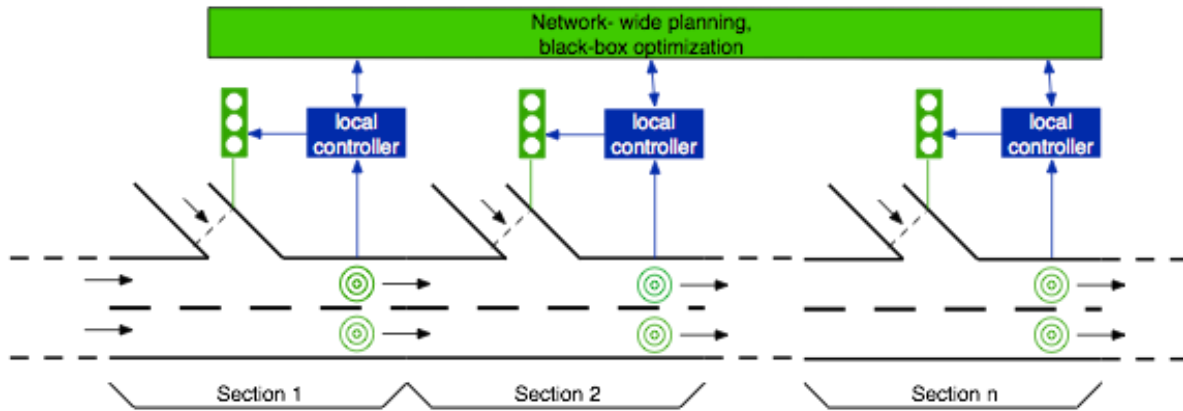 Network- wide planning,
black-box optimization
local
controller
local
controller
local
controller
Section 1
Section 2
Section n